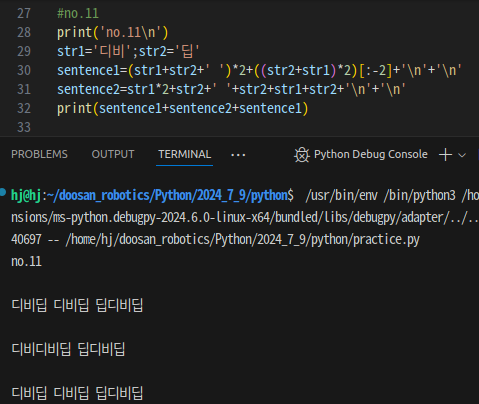 27 #no.11
28 print('no.11\n')
29 str1='디비';str2='딥'
30 sentence1=(str1+str2+' ')*2+((str2+str1)*2)[:-2]+'\n'+'\n'
31 sentence2=str1*2+str2+' '+str2+str1+str2+'\n'+'\n'
32 print(sentence1+sentence2+sentence1)
33
PROBLEMS OUTPUT TERMINAL ··· Python Debug Console
hj@hj:~/doosan_robotics/Python/2024_7_9/python$ /usr/bin/env /bin/python3 /ho
nsions/ms-python.debugpy-2024.6.0-linux-x64/bundled/libs/debugpy/adapter/../..
40697 -- /home/hj/doosan_robotics/Python/2024_7_9/python/practice.py
no.11
디비딥 디비딥 딥디비딥
디비디비딥 딥디비딥
디비딥 디비딥 딥디비딥